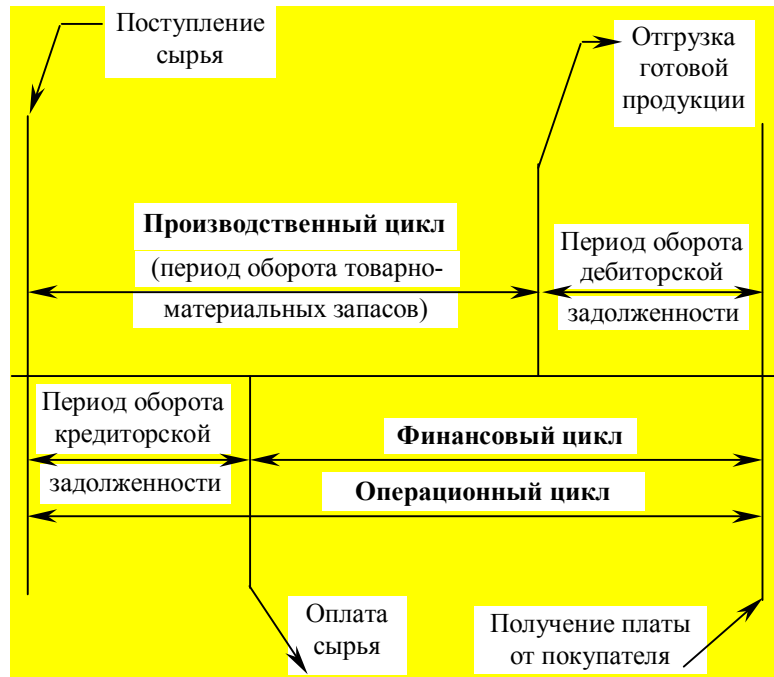 Поступление
сырья
Отгрузка
готовой
продукции
Производственный цикл
(период оборота товарно-
материальных запасов)
Период оборота
дебиторской
задолженности
Период оборота
кредиторской
задолженности
Финансовый цикл
Операционный цикл
Оплата
сырья
Получение платы
от покупателя